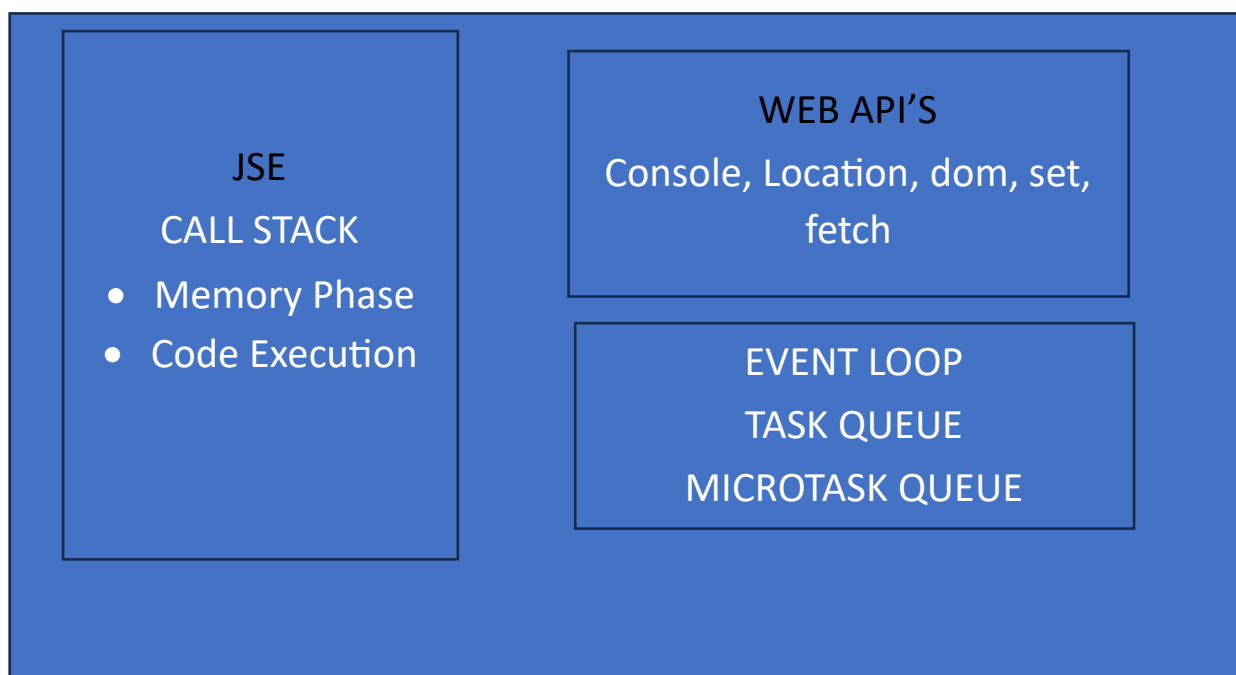 JSE
CALL STACK
• Memory Phase
• Code Execution
WEB API’S
Console, Location, dom, set,
fetch
EVENT LOOP
TASK QUEUE
MICROTASK QUEUE